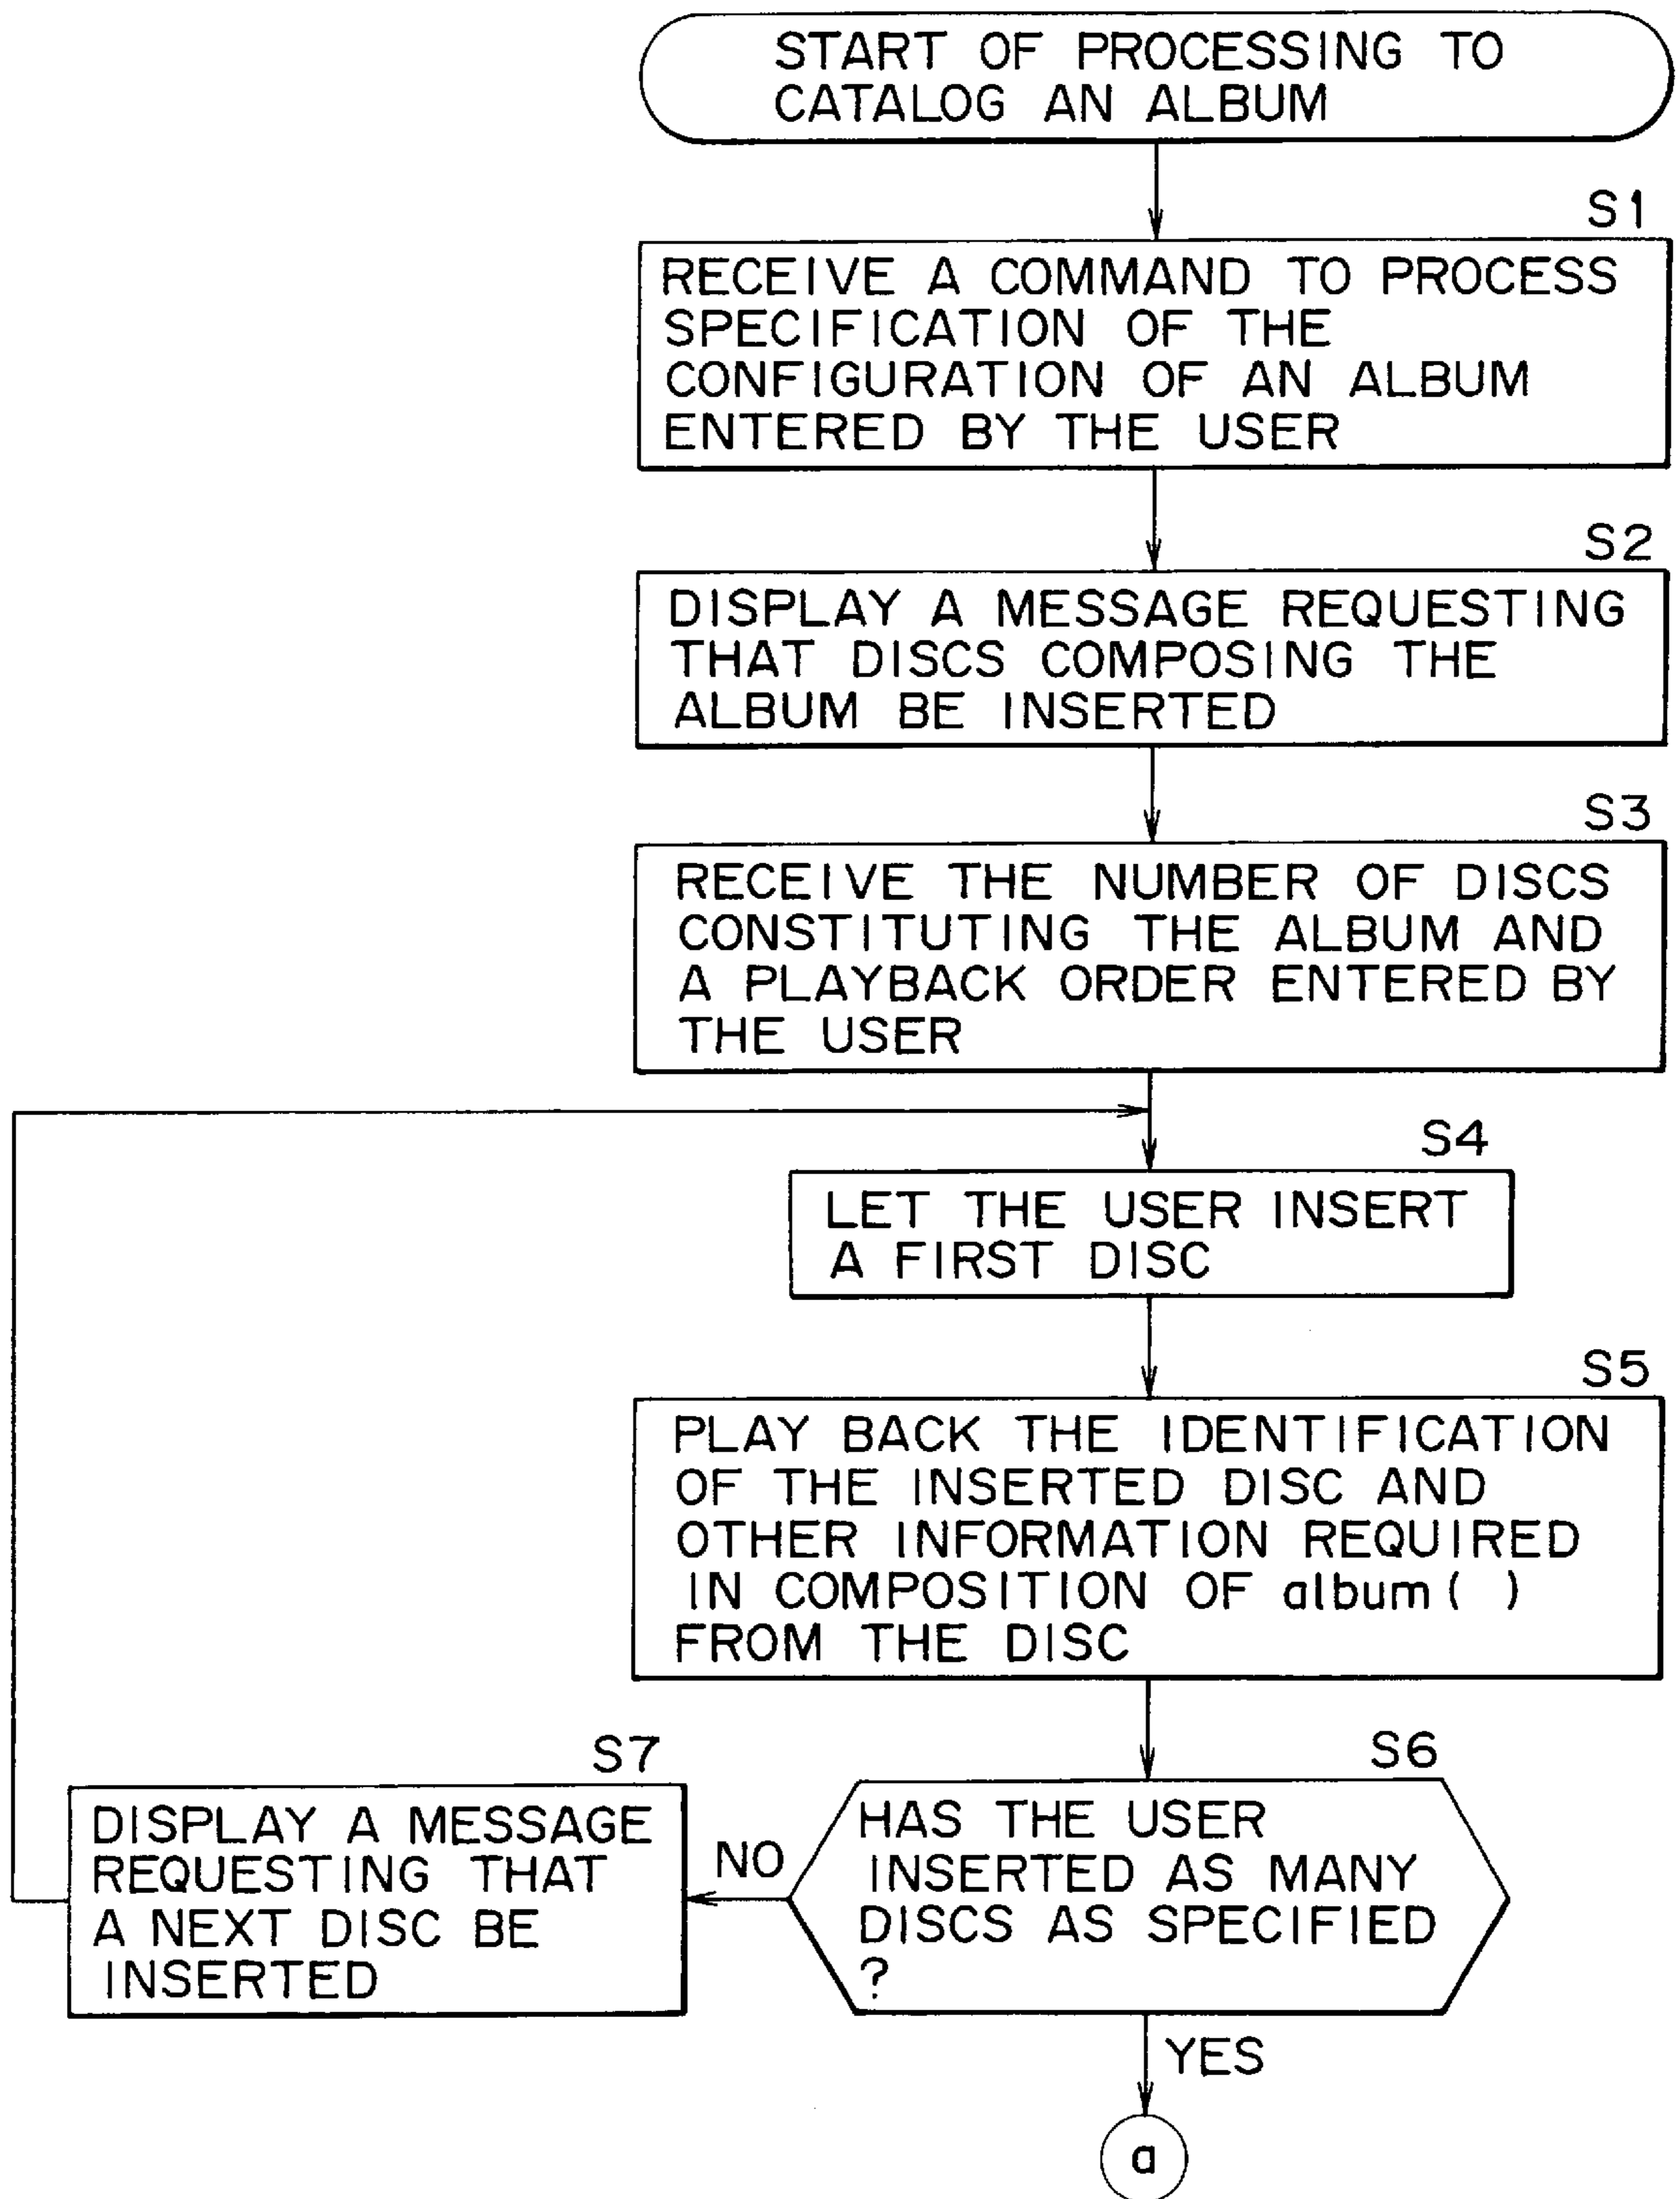 START OF PROCESSING TO
CATALOG AN ALBUM
S1
RECEIVE A COMMAND TO PROCESS
SPECIFICATION OF THE
CONFIGURATION OF AN ALBUM
ENTERED BY THE USER
S2
DISPLAY A MESSAGE REQUESTING
THAT DISCS COMPOSING THE
ALBUM BE INSERTED
S3
RECEIVE THE NUMBER OF DISCS
CONSTITUTING THE ALBUM AND
A PLAYBACK ORDER ENTERED BY
THE USER
S4
LET THE USER INSERT
A FIRST DISC
S5
PLAY BACK THE IDENTIFICATION
OF THE INSERTED DISC AND
OTHER INFORMATION REQUIRED
IN COMPOSITION OF album( )
FROM THE DISC
S6
HAS THE USER
INSERTED AS MANY
DISCS AS SPECIFIED
?
NO
S7
DISPLAY A MESSAGE
REQUESTING THAT
A NEXT DISC BE
INSERTED
YES
a